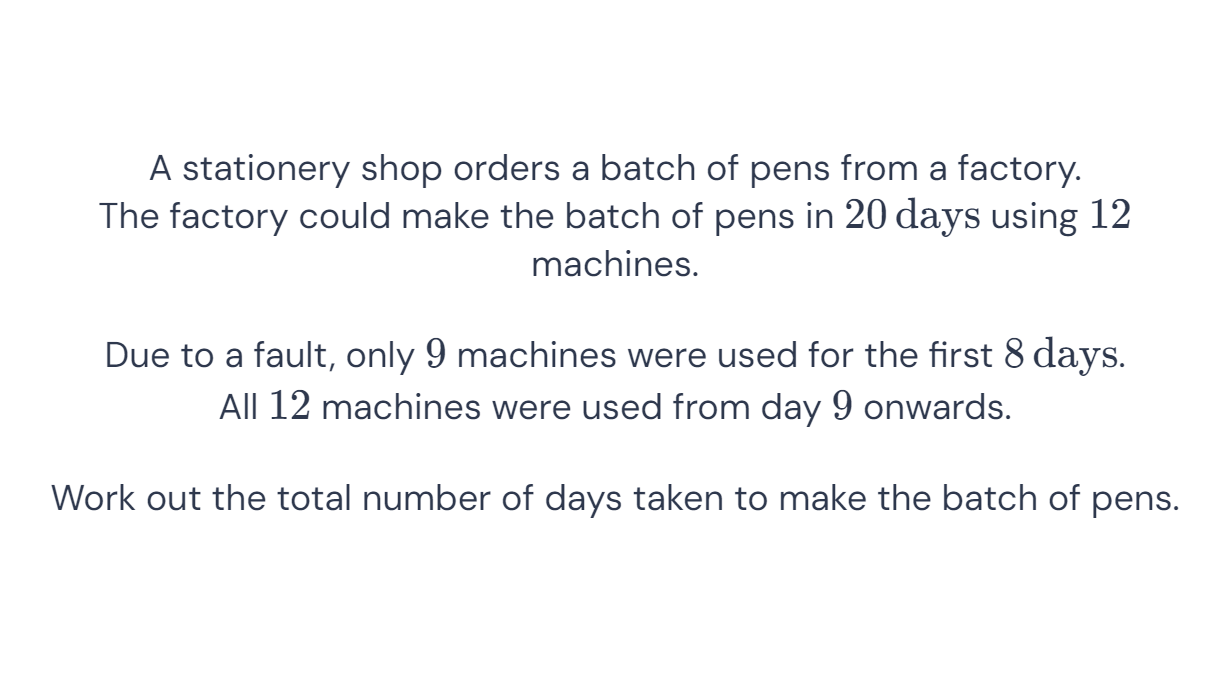 A stationery shop orders a batch of pens from a factory.
The factory could make the batch of pens in 20 days using 12
machines.
Due to a fault, only 9 machines were used for the first 8 days.
All 12 machines were used from day 9 onwards.
Work out the total number of days taken to make the batch of pens.